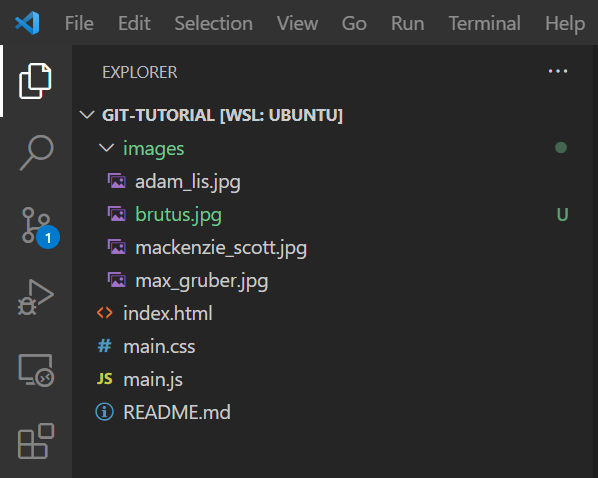 File Edit Selection View Go Run Terminal Help
EXPLORER ...
GIT-TUTORIAL [WSL: UBUNTU]
images
adam_lis.jpg
brutus.jpg U
mackenzie_scott.jpg
1
max_gruber.jpg
<> index.html
# main.css
JS main.js
README.md